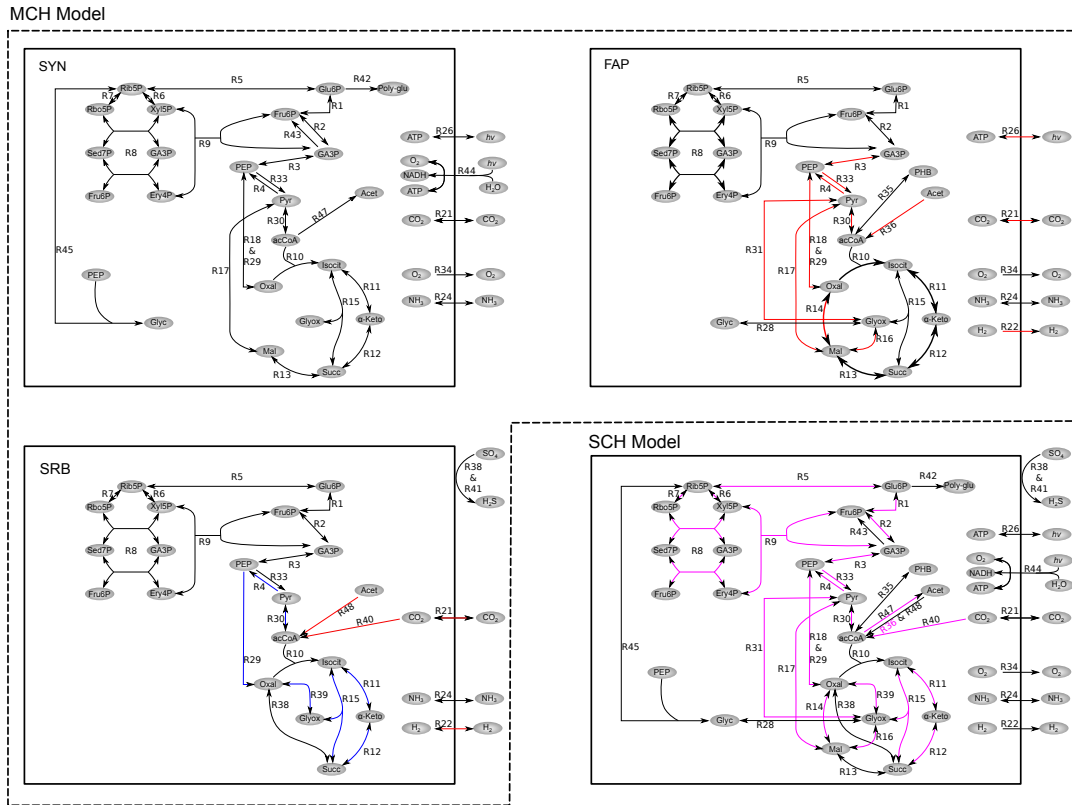 MCH Model
SYN
Rib5P
R7
R6
Rbo5P
Xyl5P
R5
Glu6P
R42
Poly-glu
R1
Fru6P
R2
R43
R9
Sed7P
R8
GA3P
GA3P
R3
PEP
R33
R4
Fru6P
Ery4P
Pyr
R47
Acet
R30
R18
&
R29
acCoA
R10
R45
PEP
R17
Isocit
Oxal
R11
R15
Glyox
α-Keto
Glyc
R12
Mal
R13
Succ
ATP
R26
hv
O2
NADH
ATP
hv
R44
H2O
CO2
R21
CO2
O2
R34
O2
NH3
R24
NH3
FAP
Rib5P
R7
R6
Rbo5P
Xyl5P
R5
Glu6P
R1
Fru6P
R2
R9
Sed7P
R8
GA3P
GA3P
R3
PEP
R33
R4
PHB
Fru6P
Ery4P
Pyr
R35
Acet
R30
R36
R18
&
R29
acCoA
R10
R31
R17
Isocit
Oxal
R11
R15
R14
Glyc
R28
Glyox
α-Keto
R16
R12
Mal
R13
Succ
ATP
R26
hv
CO2
R21
CO2
O2
R34
O2
NH3
R24
NH3
H2
R22
H2
SRB
Rib5P
R7
R6
Rbo5P
Xyl5P
R5
Glu6P
R1
Fru6P
R2
R9
Sed7P
R8
GA3P
GA3P
R3
PEP
R33
R4
Fru6P
Ery4P
Pyr
Acet
R48
R30
R40
acCoA
R10
R29
Isocit
Oxal
R11
R39
R15
R38
Glyox
α-Keto
R12
Succ
SO4
R38
&
R41
H2S
CO2
R21
CO2
NH3
R24
NH3
H2
R22
H2
SCH Model
Rib5P
R7
R6
Rbo5P
Xyl5P
R5
Glu6P
R42
Poly-glu
R1
Fru6P
R2
R43
R9
Sed7P
R8
GA3P
GA3P
R3
PEP
R33
R4
PHB
Fru6P
Ery4P
Pyr
R35
Acet
R47
R36 & R48
R30
R40
R18
&
R29
acCoA
R10
R31
R45
PEP
R17
Isocit
Oxal
R11
R39
R15
R14
R38
Glyc
R28
Glyox
α-Keto
R16
R12
Mal
R13
Succ
SO4
R38
&
R41
H2S
ATP
R26
hv
O2
NADH
ATP
hv
R44
H2O
CO2
R21
CO2
O2
R34
O2
NH3
R24
NH3
H2
R22
H2